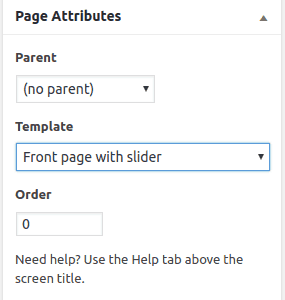 Page Attributes
Parent
(no parent)
Template
Front page with slider
Order
0
Need help? Use the Help tab above the
screen title.